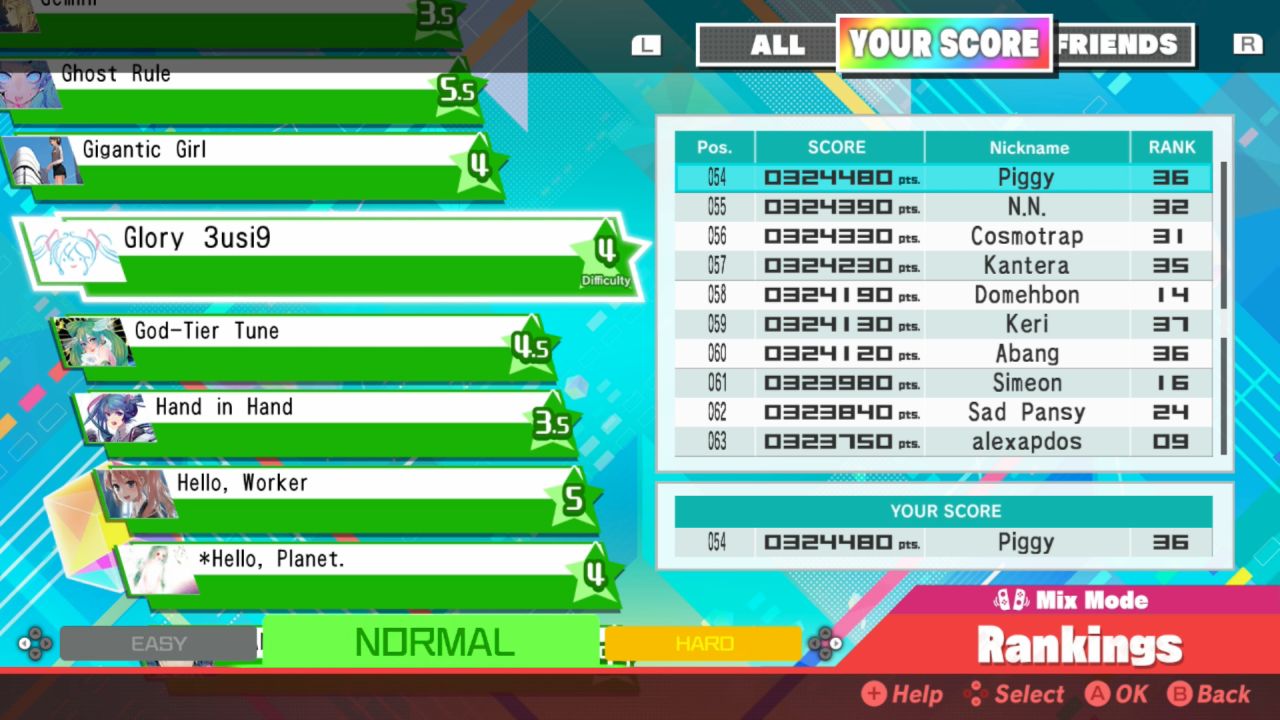 Gemini
3.5
L
ALL
YOUR SCORE
FRIENDS
R
Ghost Rule
5.5
Gigantic Girl
4
Glory 3usi9
4
Difficulty
God-Tier Tune
4.5
Hand in Hand
3.5
Hello, Worker
5
*Hello, Planet.
4
Pos. SCORE Nickname RANK
054 0324480 pts. Piggy 36
055 0324390 pts. N.N. 32
056 0324330 pts. Cosmotrap 31
057 0324230 pts. Kantera 35
058 0324190 pts. Domehbon 14
059 0324130 pts. Keri 37
060 0324120 pts. Abang 36
061 0323980 pts. Simeon 16
062 0323840 pts. Sad Pansy 24
063 0323750 pts. alexapdos 09
YOUR SCORE
054 0324480 pts. Piggy 36
Mix Mode
Rankings
EASY
NORMAL
HARD
+ Help Select A OK B Back